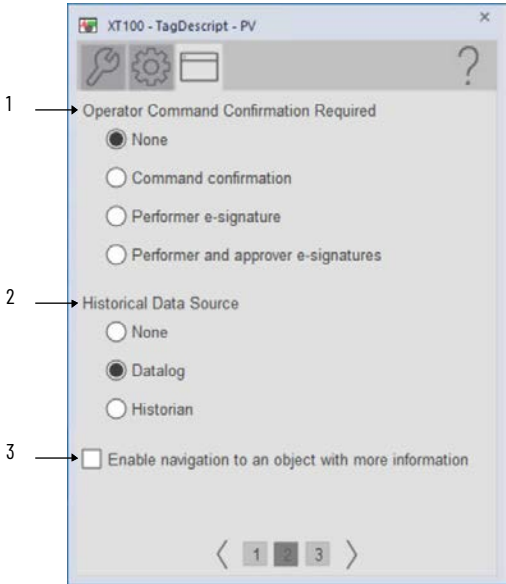 XT100 - TagDescript - PV
×
?
1
Operator Command Confirmation Required
None
Command confirmation
Performer e-signature
Performer and approver e-signatures
2
Historical Data Source
None
Datalog
Historian
3
Enable navigation to an object with more information
1 2 3